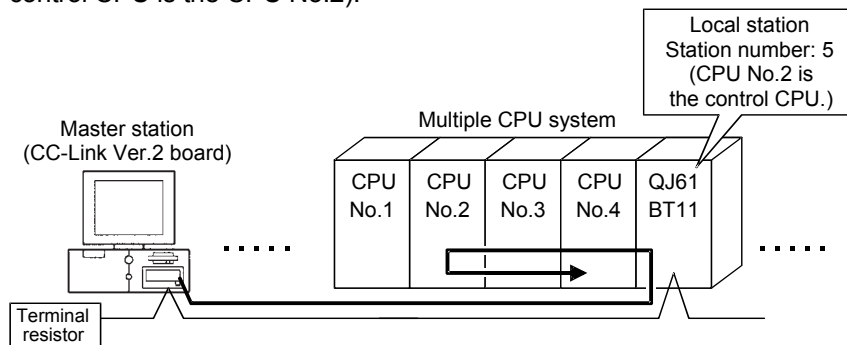 control CPU is the CPU No.2).
Local station
Station number: 5
(CPU No.2 is
the control CPU.)
Multiple CPU system
Master station
(CC-Link Ver.2 board)
CPU
No.1
CPU
No.2
CPU
No.3
CPU
No.4
QJ61
BT11
Terminal
resistor